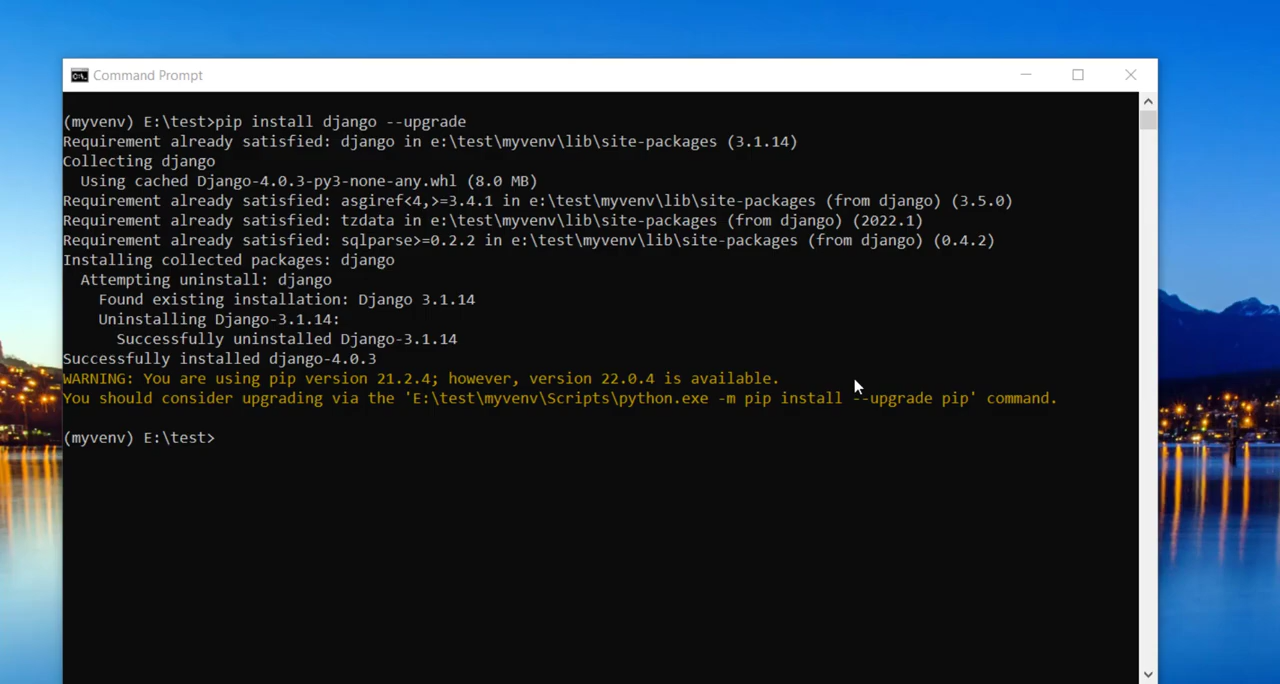 Command Prompt
(myvenv) E:\test>pip install django --upgrade
Requirement already satisfied: django in e:\test\myvenv\lib\site-packages (3.1.14)
Collecting django
Using cached Django-4.0.3-py3-none-any.whl (8.0 MB)
Requirement already satisfied: asgiref<4,>=3.4.1 in e:\test\myvenv\lib\site-packages (from django) (3.5.0)
Requirement already satisfied: tzdata in e:\test\myvenv\lib\site-packages (from django) (2022.1)
Requirement already satisfied: sqlparse>=0.2.2 in e:\test\myvenv\lib\site-packages (from django) (0.4.2)
Installing collected packages: django
Attempting uninstall: django
Found existing installation: Django 3.1.14
Uninstalling Django-3.1.14:
Successfully uninstalled Django-3.1.14
Successfully installed django-4.0.3
WARNING: You are using pip version 21.2.4; however, version 22.0.4 is available.
You should consider upgrading via the 'E:\test\myvenv\Scripts\python.exe -m pip install --upgrade pip' command.
(myvenv) E:\test>